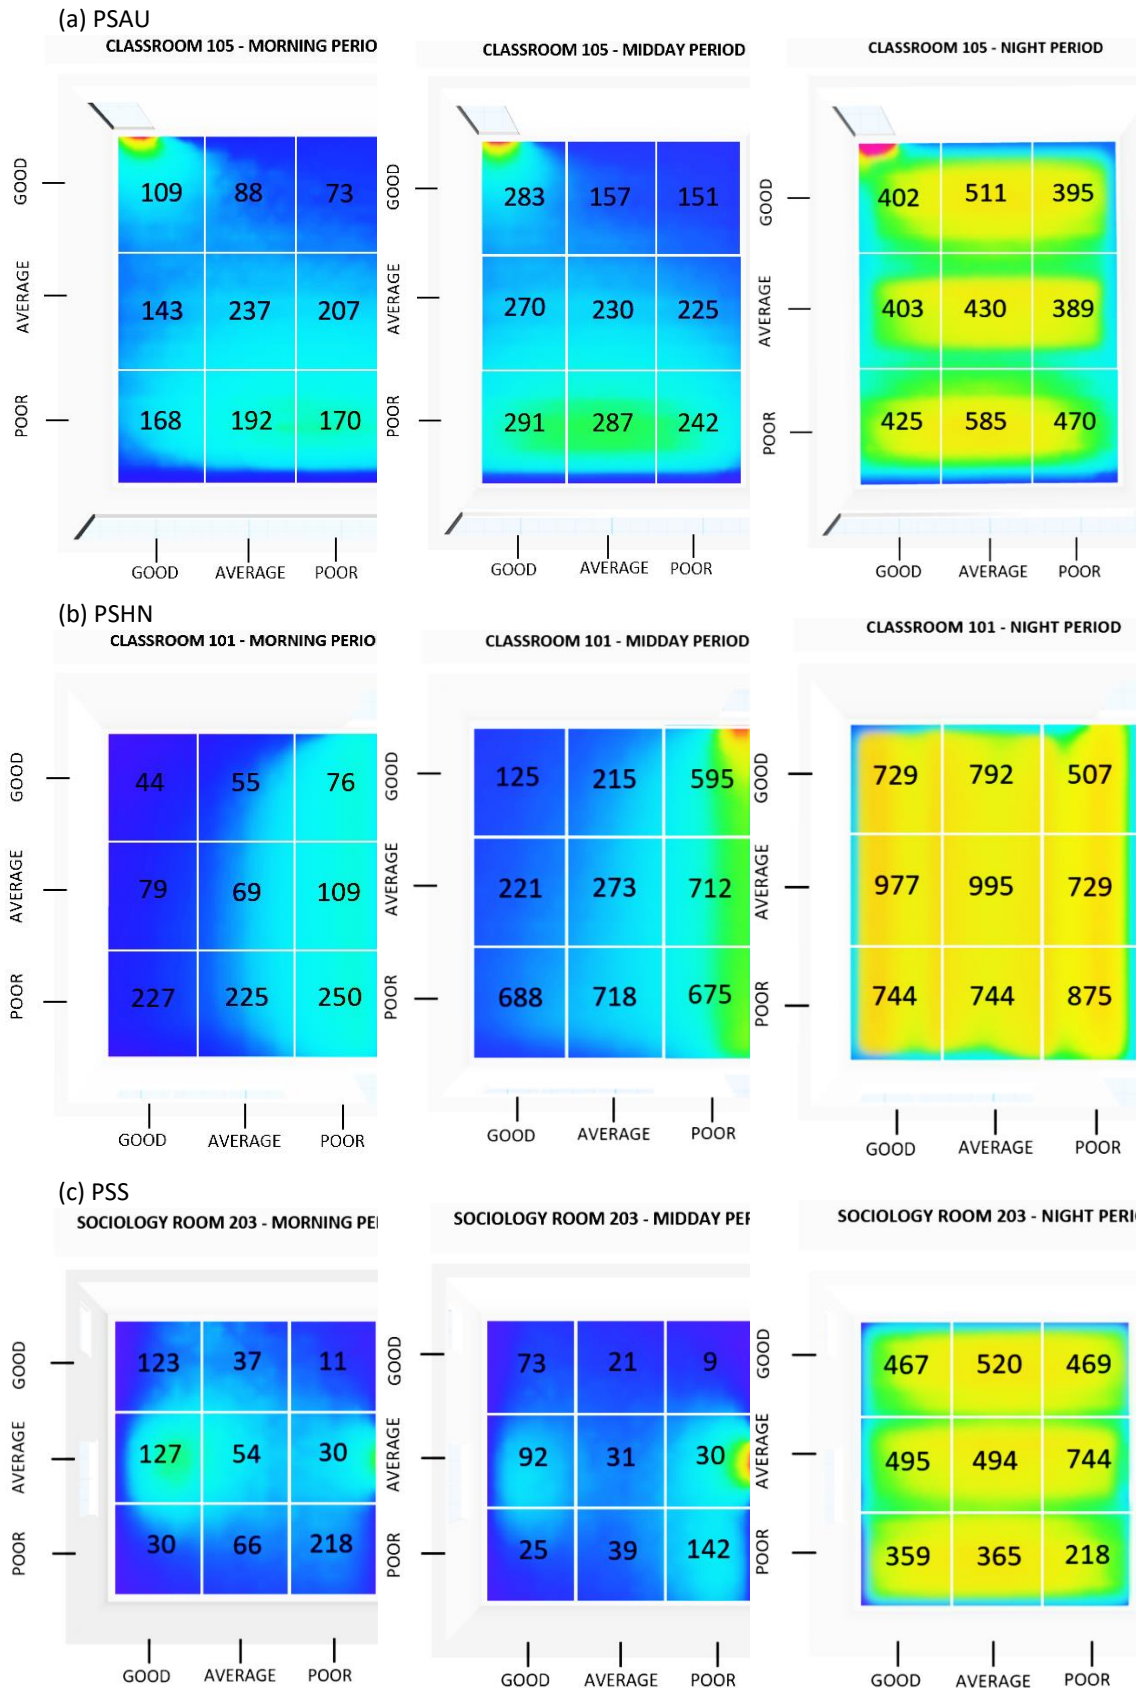 (a) PSAU
CLASSROOM 105 - MORNING PERIO
CLASSROOM 105 - MIDDAY PERIOD
CLASSROOM 105 - NIGHT PERIOD
GOOD 109 88 73
AVERAGE 143 237 207
POOR 168 192 170
GOOD AVERAGE POOR
GOOD 283 157 151
AVERAGE 270 230 225
POOR 291 287 242
GOOD AVERAGE POOR
GOOD 402 511 395
AVERAGE 403 430 389
POOR 425 585 470
GOOD AVERAGE POOR
(b) PSHN
CLASSROOM 101 - MORNING PERIO
CLASSROOM 101 - MIDDAY PERIOD
CLASSROOM 101 - NIGHT PERIOD
GOOD 44 55 76
AVERAGE 79 69 109
POOR 227 225 250
GOOD AVERAGE POOR
GOOD 125 215 595
AVERAGE 221 273 712
POOR 688 718 675
GOOD AVERAGE POOR
GOOD 729 792 507
AVERAGE 977 995 729
POOR 744 744 875
GOOD AVERAGE POOR
(c) PSS
SOCIOLOGY ROOM 203 - MORNING PE
SOCIOLOGY ROOM 203 - MIDDAY PER
SOCIOLOGY ROOM 203 - NIGHT PERI
GOOD 123 37 11
AVERAGE 127 54 30
POOR 30 66 218
GOOD AVERAGE POOR
GOOD 73 21 9
AVERAGE 92 31 30
POOR 25 39 142
GOOD AVERAGE POOR
GOOD 467 520 469
AVERAGE 495 494 744
POOR 359 365 218
GOOD AVERAGE POOR